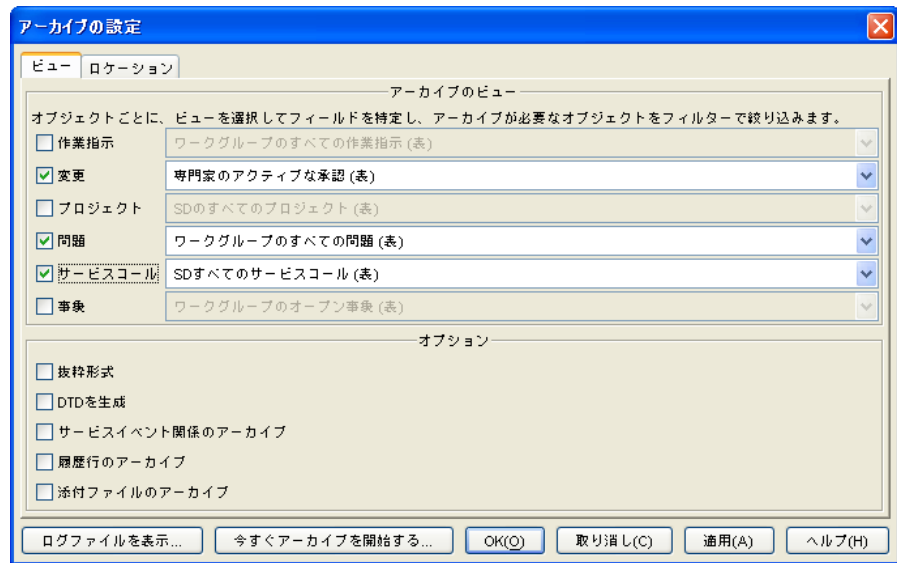 アーカイブの設定
ビュー ロケーション
アーカイブのビュー
オブジェクトごとに、ビューを選択してフィールドを特定し、アーカイブが必要なオブジェクトをフィルターで絞り込みます。
作業指示 ワークグループのすべての作業指示 (表)
変更 専門家のアクティブな承認 (表)
プロジェクト SDのすべてのプロジェクト (表)
問題 ワークグループのすべての問題 (表)
サービスコール SDすべてのサービスコール (表)
事象 ワークグループのオープン事象 (表)
オプション
抜粋形式
DTDを生成
サービスイベント関係のアーカイブ
履歴行のアーカイブ
添付ファイルのアーカイブ
ログファイルを表示... 今すぐアーカイブを開始する... OK(O) 取り消し(C) 適用(A) ヘルプ(H)